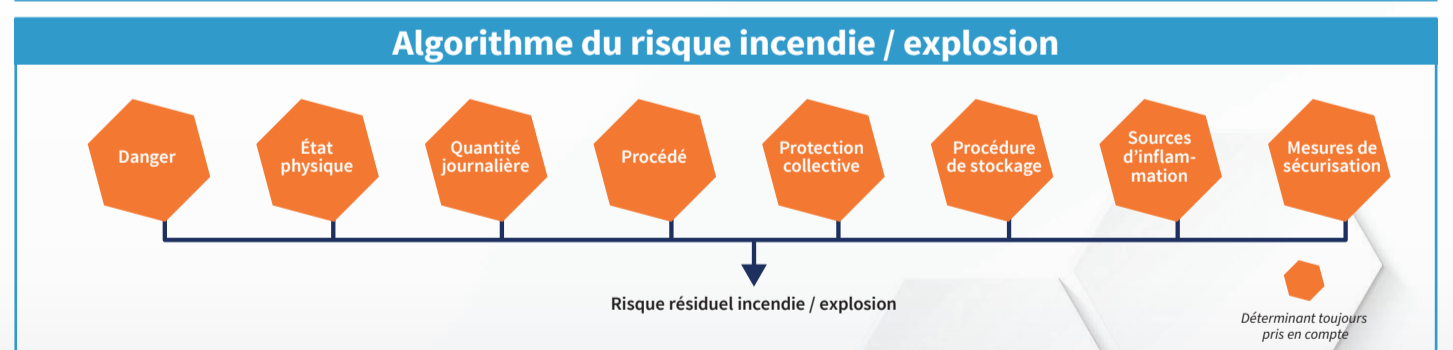 Algorithme du risque incendie / explosion
Danger
État
physique
Quantité
journalière
Procédé
Protection
collective
Procédure
de stockage
Sources
d'inflam-
mation
Mesures de
sécurisation
Risque résiduel incendie / explosion
Déterminant toujours
pris en compte